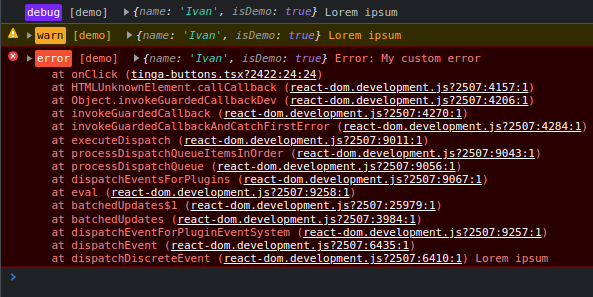 debug [demo] ▶{name: 'Ivan', isDemo: true} Lorem ipsum
▶ warn [demo] ▶{name: 'Ivan', isDemo: true} Lorem ipsum
▶ error [demo] ▶{name: 'Ivan', isDemo: true} Error: My custom error
at onClick (tinga-buttons.tsx?2422:24:24)
at HTMLUnknownElement.callCallback (react-dom.development.js?2507:4157:1)
at Object.invokeGuardedCallbackDev (react-dom.development.js?2507:4206:1)
at invokeGuardedCallback (react-dom.development.js?2507:4270:1)
at invokeGuardedCallbackAndCatchFirstError (react-dom.development.js?2507:4284:1)
at executeDispatch (react-dom.development.js?2507:9011:1)
at processDispatchQueueItemsInOrder (react-dom.development.js?2507:9043:1)
at processDispatchQueue (react-dom.development.js?2507:9056:1)
at dispatchEventsForPlugins (react-dom.development.js?2507:9067:1)
at eval (react-dom.development.js?2507:9258:1)
at batchedUpdates$1 (react-dom.development.js?2507:25979:1)
at batchedUpdates (react-dom.development.js?2507:3984:1)
at dispatchEventForPluginEventSystem (react-dom.development.js?2507:9257:1)
at dispatchEvent (react-dom.development.js?2507:6435:1)
at dispatchDiscreteEvent (react-dom.development.js?2507:6410:1) Lorem ipsum